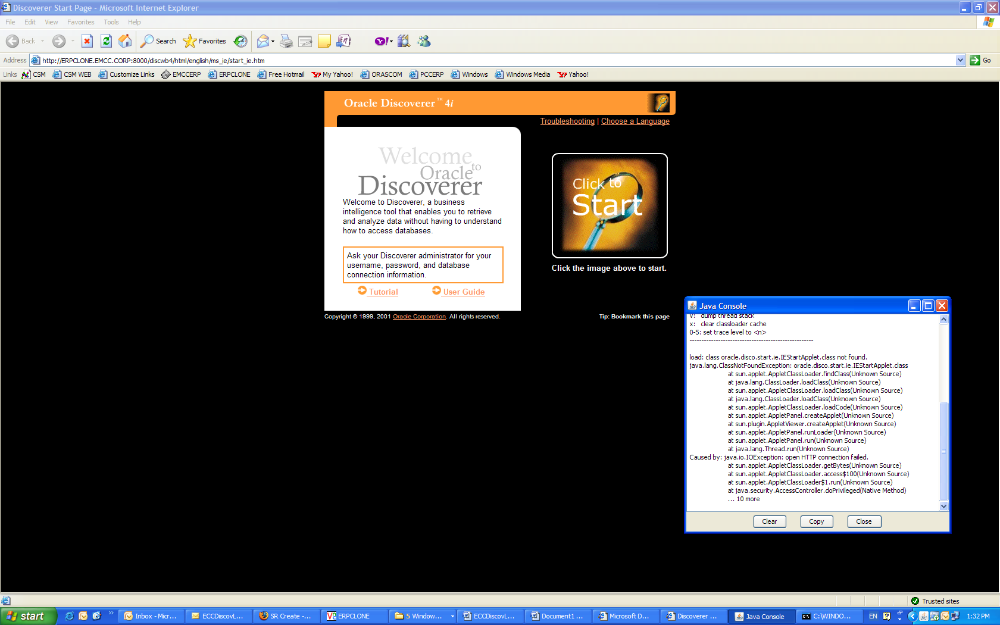 Discoverer Start Page - Microsoft Internet Explorer
File Edit View Favorites Tools Help
Back Search Favorites
Address http://ERPCLONE.EMCC.CORP:8000/discwb4/html/english/ms_ie/start_ie.htm Go
Links CSM CSM WEB Customize Links EMCCERP ERPCLONE Free Hotmail My Yahoo! ORASCOM PCCERP Windows Windows Media Yahoo!
Oracle Discoverer™ 4i
Troubleshooting | Choose a Language
Welcome
to
Oracle
Discoverer
Welcome to Discoverer, a business
intelligence tool that enables you to retrieve
and analyze data without having to understand
how to access databases.
Ask your Discoverer administrator for your
username, password, and database
connection information.
Tutorial User Guide
Click to
Start
Click the image above to start.
Copyright © 1999, 2001 Oracle Corporation. All rights reserved.
Tip: Bookmark this page
Java Console
v: dump thread stack
x: clear classloader cache
0-5: set trace level to <n>
----------------------------------------------------
load: class oracle.disco.start.ie.IEStartApplet.class not found.
java.lang.ClassNotFoundException: oracle.disco.start.ie.IEStartApplet.class
at sun.applet.AppletClassLoader.findClass(Unknown Source)
at java.lang.ClassLoader.loadClass(Unknown Source)
at sun.applet.AppletClassLoader.loadClass(Unknown Source)
at java.lang.ClassLoader.loadClass(Unknown Source)
at sun.applet.AppletClassLoader.loadCode(Unknown Source)
at sun.applet.AppletPanel.createApplet(Unknown Source)
at sun.plugin.AppletViewer.createApplet(Unknown Source)
at sun.applet.AppletPanel.runLoader(Unknown Source)
at sun.applet.AppletPanel.run(Unknown Source)
at java.lang.Thread.run(Unknown Source)
Caused by: java.io.IOException: open HTTP connection failed.
at sun.applet.AppletClassLoader.getBytes(Unknown Source)
at sun.applet.AppletClassLoader.access$100(Unknown Source)
at sun.applet.AppletClassLoader$1.run(Unknown Source)
at java.security.AccessController.doPrivileged(Native Method)
... 10 more
Clear Copy Close
Trusted sites
start Inbox - Micr... ECCDiscovL... SR Create -... ERPCLONE 5 Window... ECCDiscovL... Document1 ... Microsoft D... Discoverer ... Java Console C:\WINDO... EN 1:32 PM